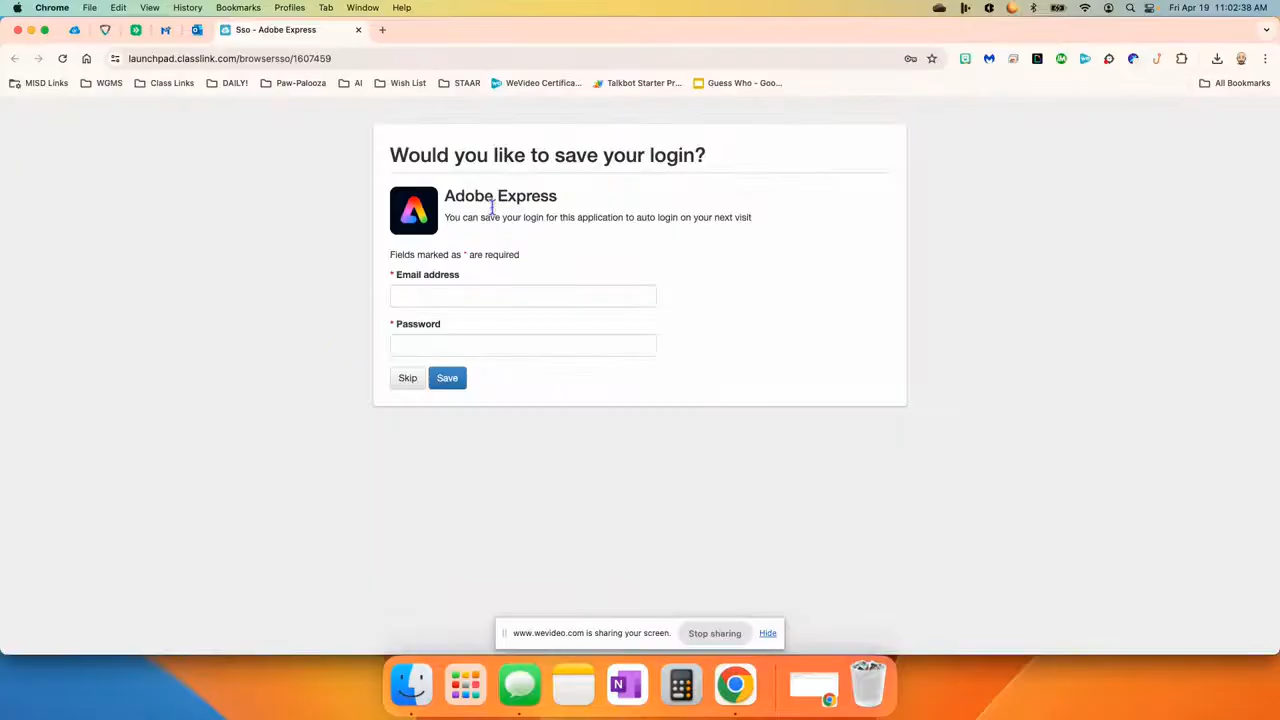 Chrome File Edit View History Bookmarks Profiles Tab Window Help Fri Apr 19 11:02:38 AM
Sso - Adobe Express
launchpad.classlink.com/browsersso/1607459
MISD Links WGMS Class Links DAILY! Paw-Palooza AI Wish List STAAR WeVideo Certifica... Talkbot Starter Pr... Guess Who - Goo... All Bookmarks
Would you like to save your login?
Adobe Express
You can save your login for this application to auto login on your next visit
Fields marked as * are required
* Email address
* Password
Skip Save
www.wevideo.com is sharing your screen. Stop sharing Hide